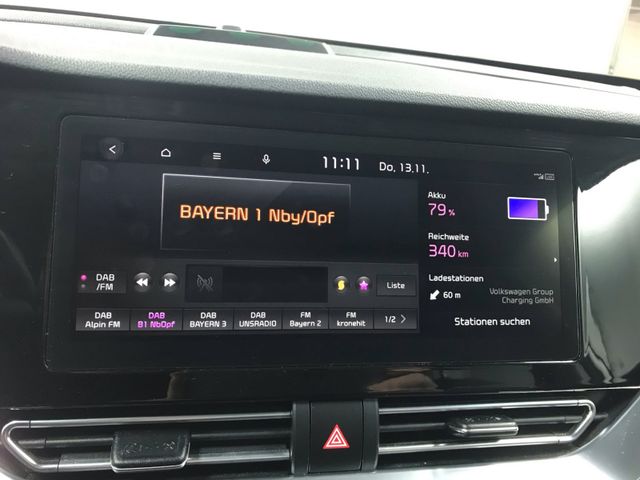 11:11 Do, 13.11.
BAYERN 1 Nby/Opf
DAB
/FM
Liste
DAB
Alpin FM
DAB
B1 NbOpf
DAB
BAYERN 3
DAB
UNSRADIO
FM
Bayern 2
FM
kronehit
1/2
Akku
79 %
Reichweite
340 km
Ladestationen
60 m
Volkswagen Group
Charging GmbH
Stationen suchen